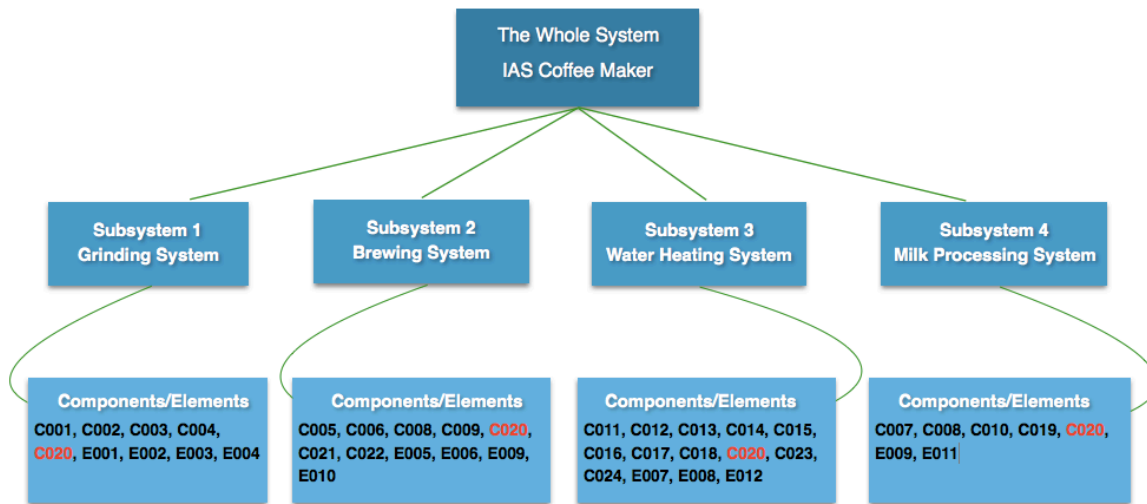 The Whole System
IAS Coffee Maker
Subsystem 1
Grinding System
Subsystem 2
Brewing System
Subsystem 3
Water Heating System
Subsystem 4
Milk Processing System
Components/Elements
C001, C002, C003, C004,
C020, E001, E002, E003, E004
Components/Elements
C005, C006, C008, C009, C020,
C021, C022, E005, E006, E009,
E010
Components/Elements
C011, C012, C013, C014, C015,
C016, C017, C018, C020, C023,
C024, E007, E008, E012
Components/Elements
C007, C008, C010, C019, C020,
E009, E011